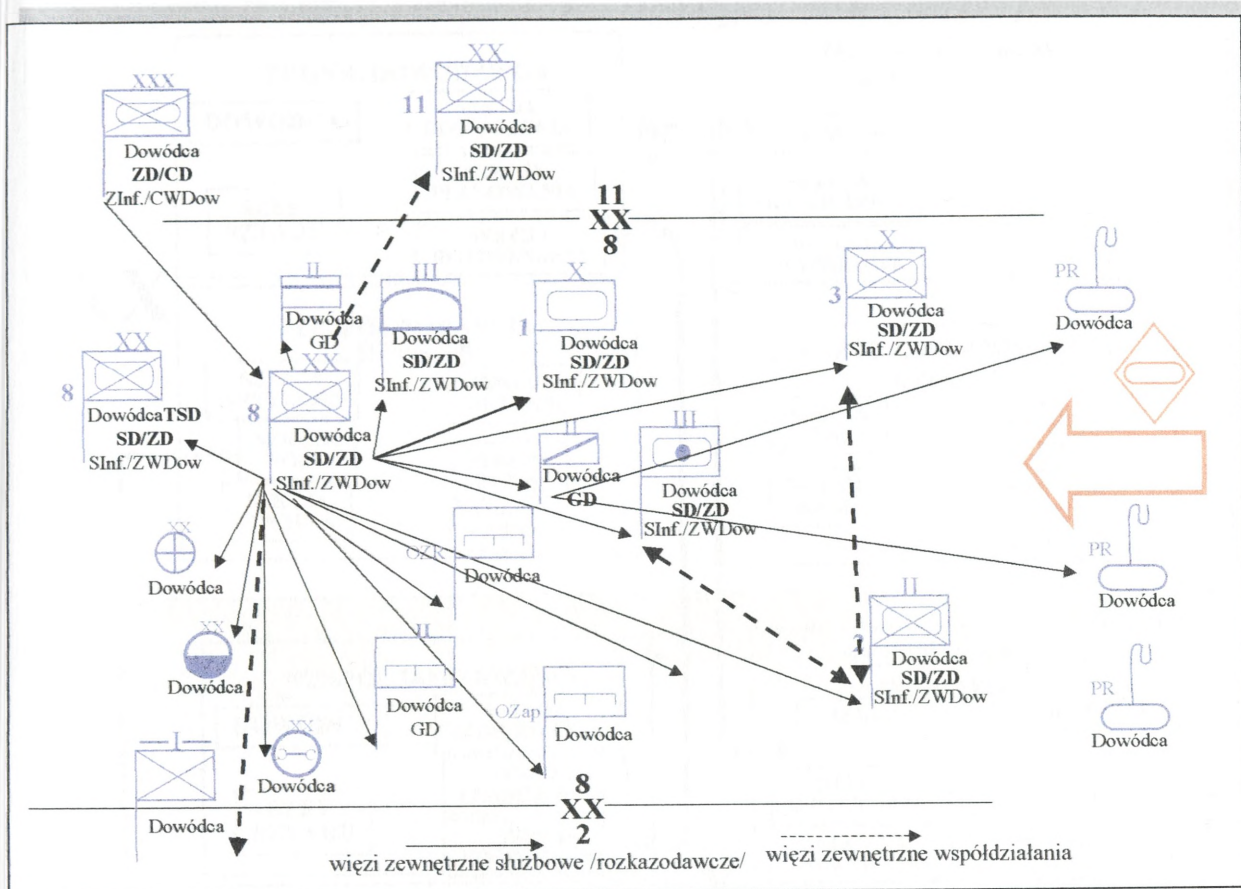 XXX
Dowódca
ZD/CD
ZInf./CWDow
XX
11
Dowódca
SD/ZD
SInf./ZWDow
11
XX
8
II
Dowódca
GD
III
Dowódca
SD/ZD
SInf./ZWDow
X
1
Dowódca
SD/ZD
SInf./ZWDow
X
3
Dowódca
SD/ZD
SInf./ZWDow
PR
Dowódca
XX
8
DowódcaTSD
SD/ZD
SInf./ZWDow
XX
8
Dowódca
SD/ZD
SInf./ZWDow
II
Dowódca
GD
III
Dowódca
SD/ZD
SInf./ZWDow
XX
Dowódca
OZR
Dowódca
PR
Dowódca
XX
Dowódca
II
Dowódca
GD
OZap
Dowódca
II
2
Dowódca
SD/ZD
SInf./ZWDow
PR
Dowódca
I
Dowódca
XX
Dowódca
8
XX
2
więzi zewnętrzne służbowe /rozkazodawcze/
więzi zewnętrzne współdziałania